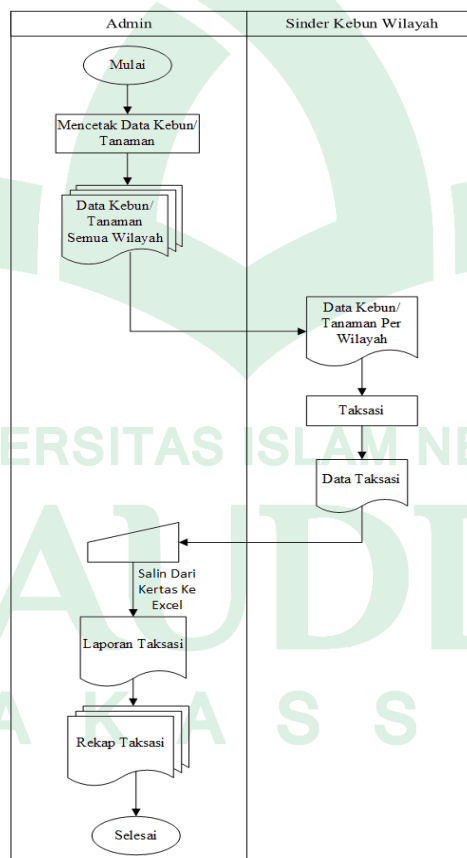 Admin
Sinder Kebun Wilayah
Mulai
Mencetak Data Kebun/
Tanaman
Data Kebun/
Tanaman
Semua Wilayah
Data Kebun/
Tanaman Per
Wilayah
Taksasi
Data Taksasi
Salin Dari
Kertas Ke
Excel
Laporan Taksasi
Rekap Taksasi
Selesai
ERSITAS ISLAM NE
AUDI
A K A S S